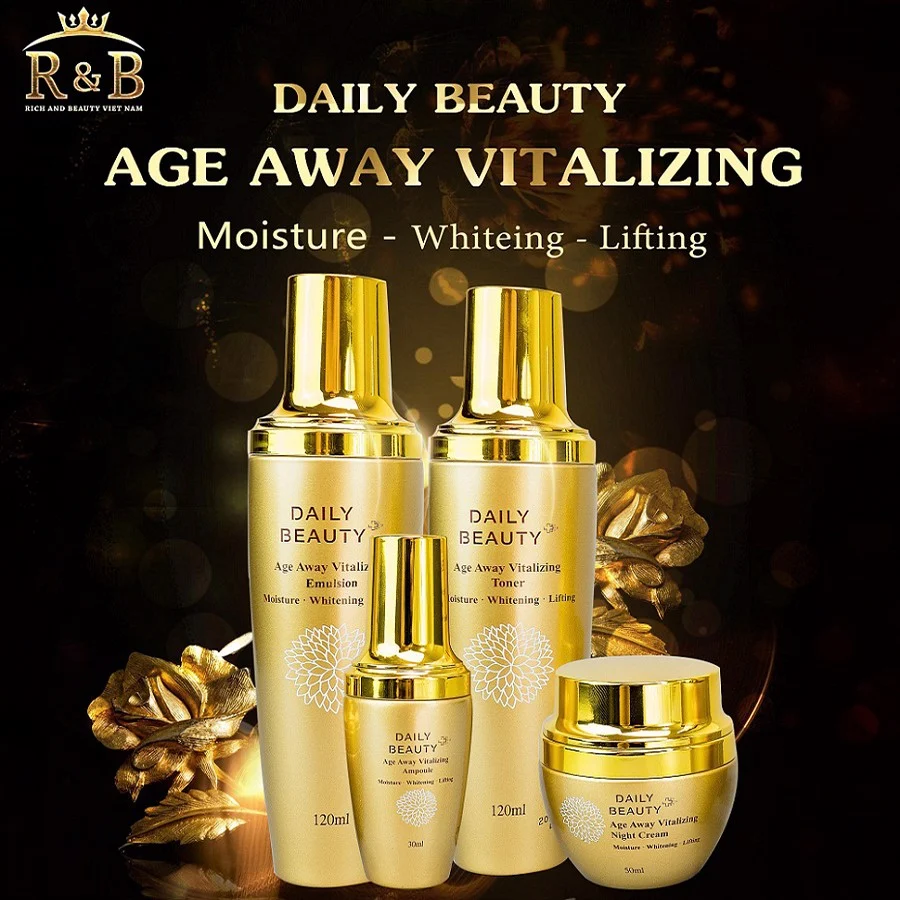 R & B
RICH AND BEAUTY VIET NAM
DAILY BEAUTY
AGE AWAY VITALIZING
Moisture - Whiteing - Lifting
DAILY
BEAUTY
Age Away Vitaliz
Emulsion
Moisture · Whitening
120ml
DAILY
BEAUTY
Age Away Vitalizing
Toner
oisture · Whitening · Lifting
120ml
DAILY
BEAUTY
Age Away Vitalizing
Ampoule
Moisture · Whitening · Lifting
30ml
DAILY
BEAUTY
Age Away Vitalizing
Night Cream
Moisture · Whitening · Lifting
50ml